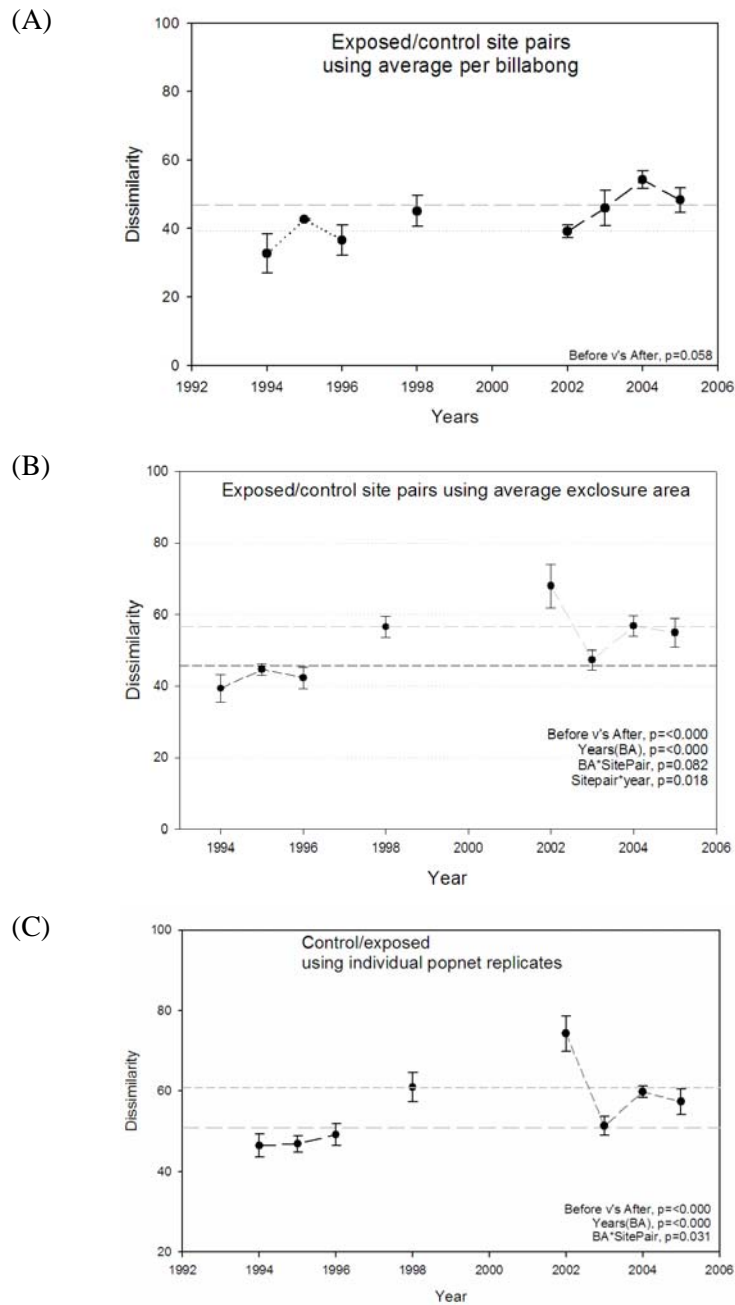 (A)
Exposed/control site pairs
using average per billabong
100
80
60
40
20
0
Dissimilarity
Before v's After, p=0.058
1992 1994 1996 1998 2000 2002 2004 2006
Years
(B)
Exposed/control site pairs using average exclosure area
100
80
60
40
20
0
Dissimilarity
Before v's After, p=<0.000
Years(BA), p=<0.000
BA*SitePair, p=0.082
Sitepair*year, p=0.018
1994 1996 1998 2000 2002 2004 2006
Year
(C)
Control/exposed
using individual popnet replicates
100
80
60
40
20
Dissimilarity
Before v's After, p=<0.000
Years(BA), p=<0.000
BA*SitePair, p=0.031
1992 1994 1996 1998 2000 2002 2004 2006
Year